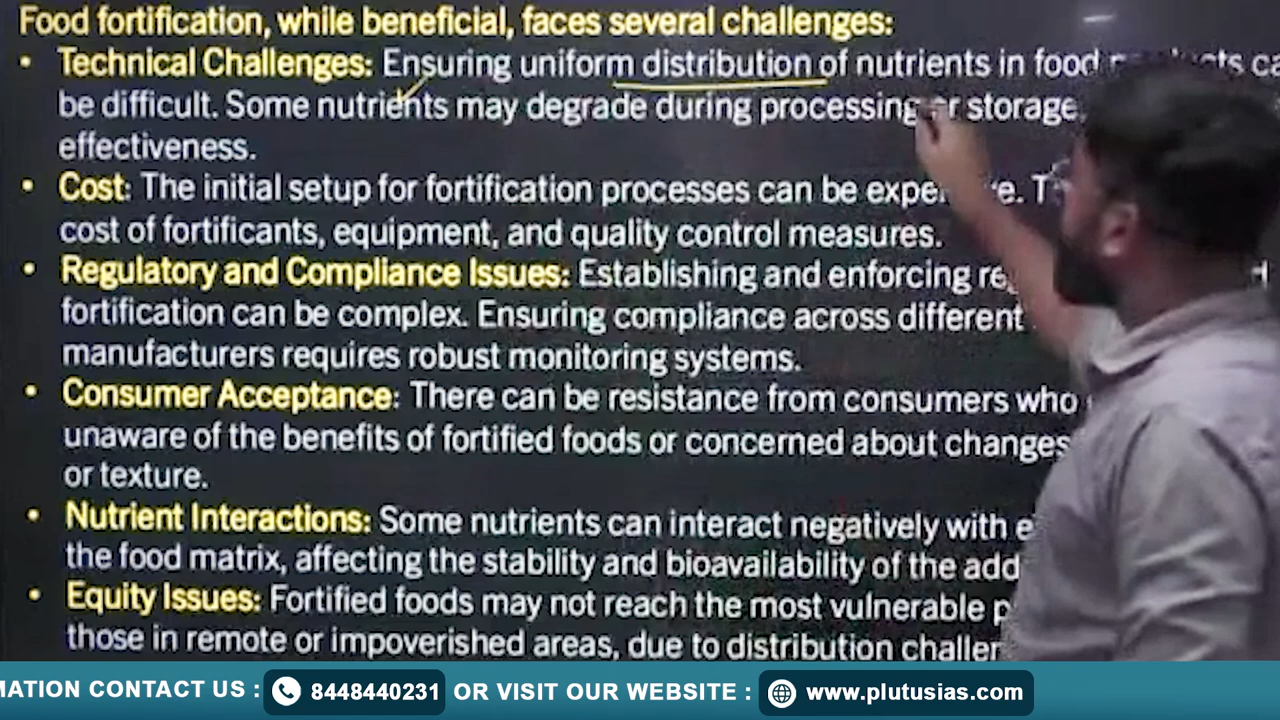 Food fortification, while beneficial, faces several challenges:
• Technical Challenges: Ensuring uniform distribution of nutrients in food
be difficult. Some nutrients may degrade during processing or storage,
effectiveness.
• Cost: The initial setup for fortification processes can be
cost of fortificants, equipment, and quality control measures.
• Regulatory and Compliance Issues: Establishing and enforcing
fortification can be complex. Ensuring compliance across different
manufacturers requires robust monitoring systems.
• Consumer Acceptance: There can be resistance from consumers who
unaware of the benefits of fortified foods or concerned about changes
or texture.
• Nutrient Interactions: Some nutrients can interact negatively with
the food matrix, affecting the stability and bioavailability of the
• Equity Issues: Fortified foods may not reach the most vulnerable
those in remote or impoverished areas, due to distribution
MATION CONTACT US : 8448440231 OR VISIT OUR WEBSITE : www.plutusias.com